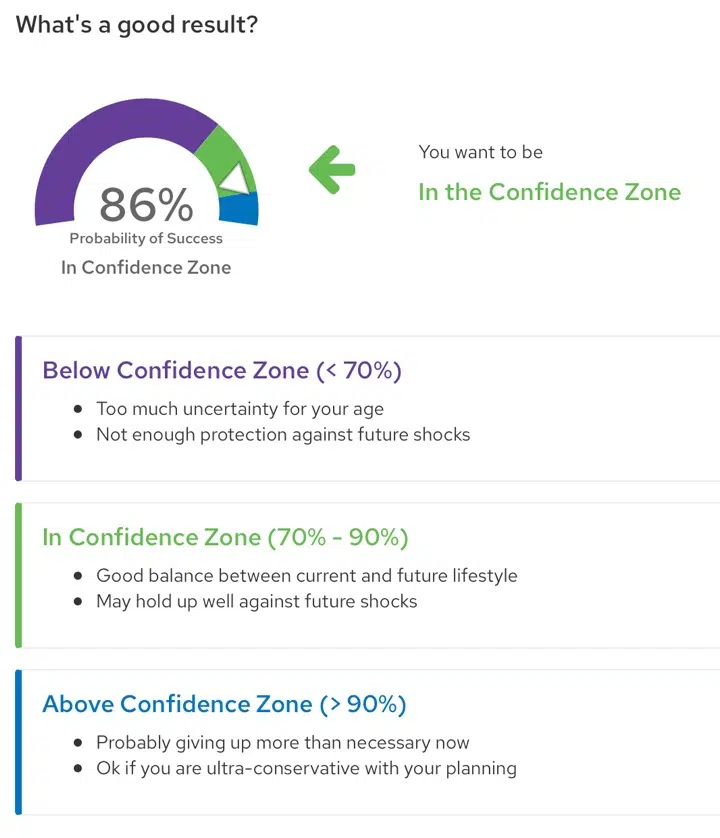 What's a good result?
86%
Probability of Success
In Confidence Zone
You want to be
In the Confidence Zone
Below Confidence Zone (< 70%)
● Too much uncertainty for your age
● Not enough protection against future shocks
In Confidence Zone (70% - 90%)
● Good balance between current and future lifestyle
● May hold up well against future shocks
Above Confidence Zone (> 90%)
● Probably giving up more than necessary now
● Ok if you are ultra-conservative with your planning